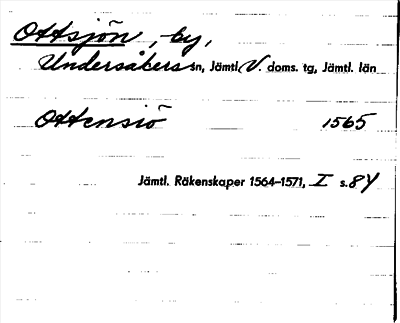 Ottsjön, by,
Undersåkers sn, Jämtl. V. doms. tg, Jämtl. län
Ottensiö 1565
Jämtl. Räkenskaper 1564–1571, I s. 84